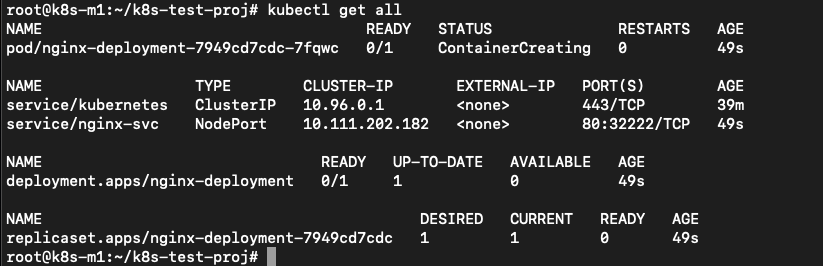 root@k8s-m1:~/k8s-test-proj# kubectl get all
NAME READY STATUS RESTARTS AGE
pod/nginx-deployment-7949cd7cdc-7fqwc 0/1 ContainerCreating 0 49s
NAME TYPE CLUSTER-IP EXTERNAL-IP PORT(S) AGE
service/kubernetes ClusterIP 10.96.0.1 <none> 443/TCP 39m
service/nginx-svc NodePort 10.111.202.182 <none> 80:32222/TCP 49s
NAME READY UP-TO-DATE AVAILABLE AGE
deployment.apps/nginx-deployment 0/1 1 0 49s
NAME DESIRED CURRENT READY AGE
replicaset.apps/nginx-deployment-7949cd7cdc 1 1 0 49s
root@k8s-m1:~/k8s-test-proj#